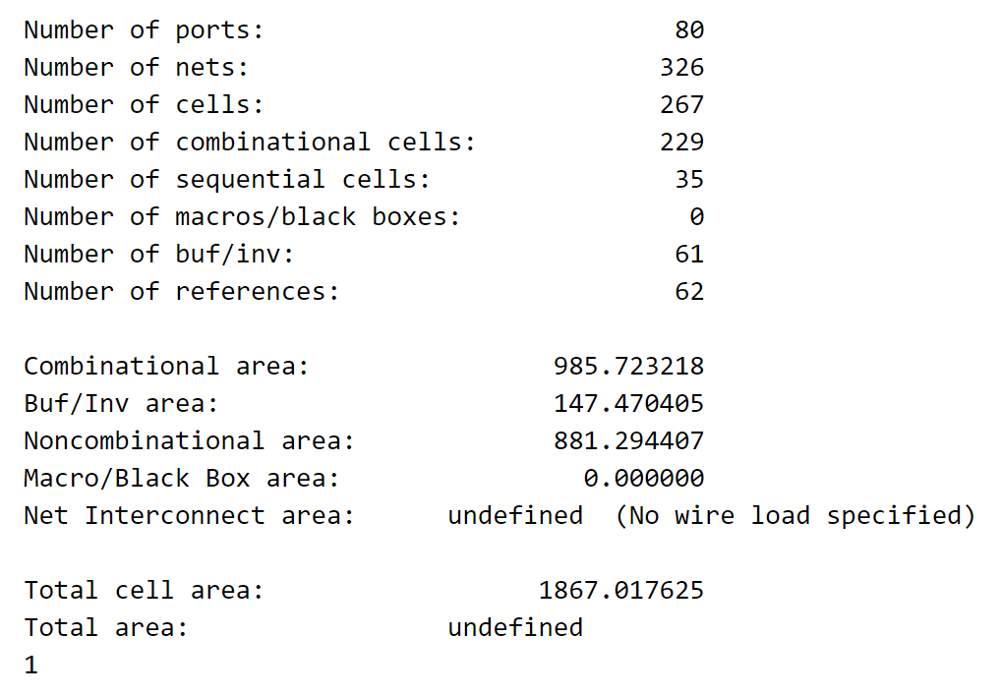 Number of ports: 80
Number of nets: 326
Number of cells: 267
Number of combinational cells: 229
Number of sequential cells: 35
Number of macros/black boxes: 0
Number of buf/inv: 61
Number of references: 62
Combinational area: 985.723218
Buf/Inv area: 147.470405
Noncombinational area: 881.294407
Macro/Black Box area: 0.000000
Net Interconnect area: undefined (No wire load specified)
Total cell area: 1867.017625
Total area: undefined
1